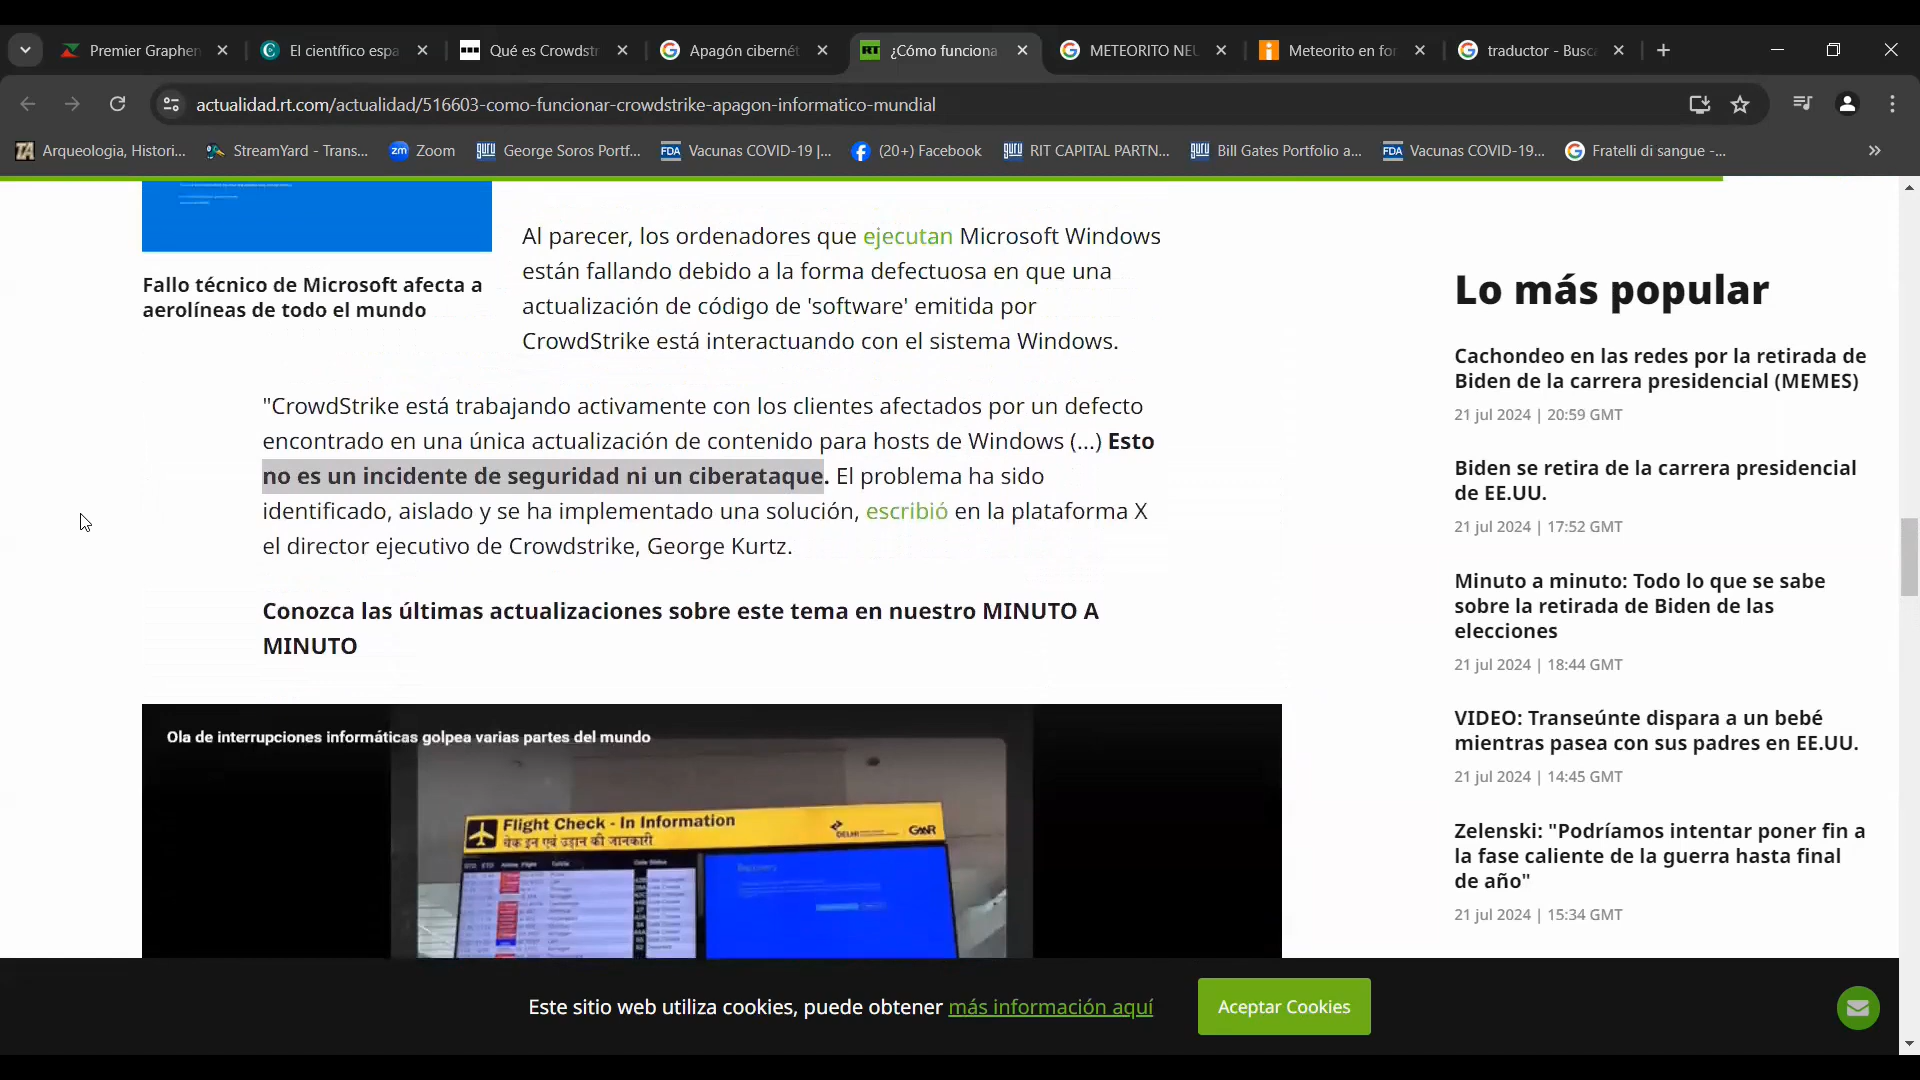 Premier Graphen
El científico espa
Qué es Crowdstr
Apagón cibernét
¿Cómo funciona
METEORITO NEU
Meteorito en for
traductor - Busc
actualidad.rt.com/actualidad/516603-como-funcionar-crowdstrike-apagon-informatico-mundial
Arqueologia, Histori...
StreamYard - Trans...
zm Zoom
guru George Soros Portf...
FDA Vacunas COVID-19 |...
(20+) Facebook
guru RIT CAPITAL PARTN...
guru Bill Gates Portfolio a...
FDA Vacunas COVID-19...
Fratelli di sangue -...
Al parecer, los ordenadores que ejecutan Microsoft Windows
están fallando debido a la forma defectuosa en que una
actualización de código de 'software' emitida por
CrowdStrike está interactuando con el sistema Windows.
Fallo técnico de Microsoft afecta a
aerolíneas de todo el mundo
"CrowdStrike está trabajando activamente con los clientes afectados por un defecto
encontrado en una única actualización de contenido para hosts de Windows (...) Esto
no es un incidente de seguridad ni un ciberataque. El problema ha sido
identificado, aislado y se ha implementado una solución, escribió en la plataforma X
el director ejecutivo de Crowdstrike, George Kurtz.
Conozca las últimas actualizaciones sobre este tema en nuestro MINUTO A
MINUTO
Ola de interrupciones informáticas golpea varias partes del mundo
Flight Check - In Information
चेक इन एवं उड़ान की जानकारी
DELHI
GMR
Recovery
Lo más popular
Cachondeo en las redes por la retirada de
Biden de la carrera presidencial (MEMES)
21 jul 2024 | 20:59 GMT
Biden se retira de la carrera presidencial
de EE.UU.
21 jul 2024 | 17:52 GMT
Minuto a minuto: Todo lo que se sabe
sobre la retirada de Biden de las
elecciones
21 jul 2024 | 18:44 GMT
VIDEO: Transeúnte dispara a un bebé
mientras pasea con sus padres en EE.UU.
21 jul 2024 | 14:45 GMT
Zelenski: "Podríamos intentar poner fin a
la fase caliente de la guerra hasta final
de año"
21 jul 2024 | 15:34 GMT
Este sitio web utiliza cookies, puede obtener más información aquí
Aceptar Cookies